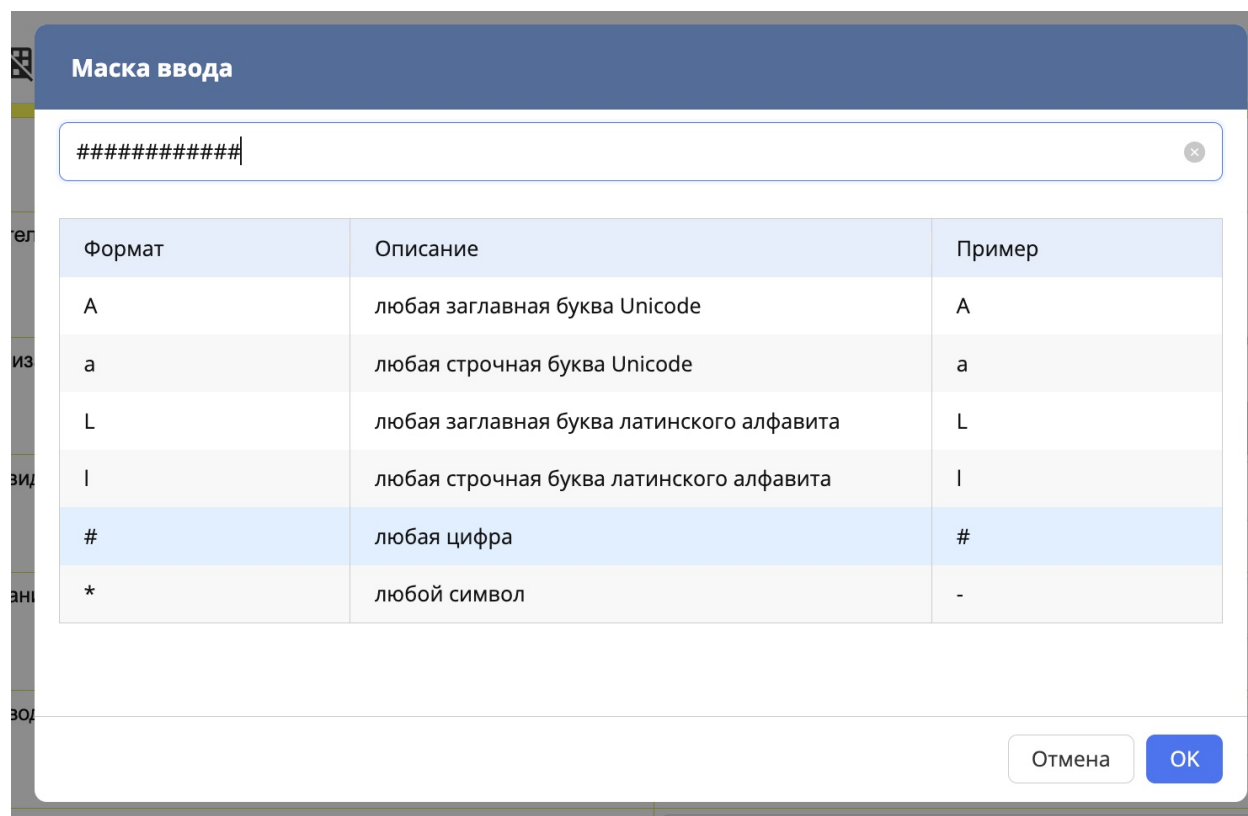 Маска ввода
############
Формат Описание Пример
A любая заглавная буква Unicode A
a любая строчная буква Unicode a
L любая заглавная буква латинского алфавита L
l любая строчная буква латинского алфавита l
# любая цифра #
* любой символ -
Отмена OK